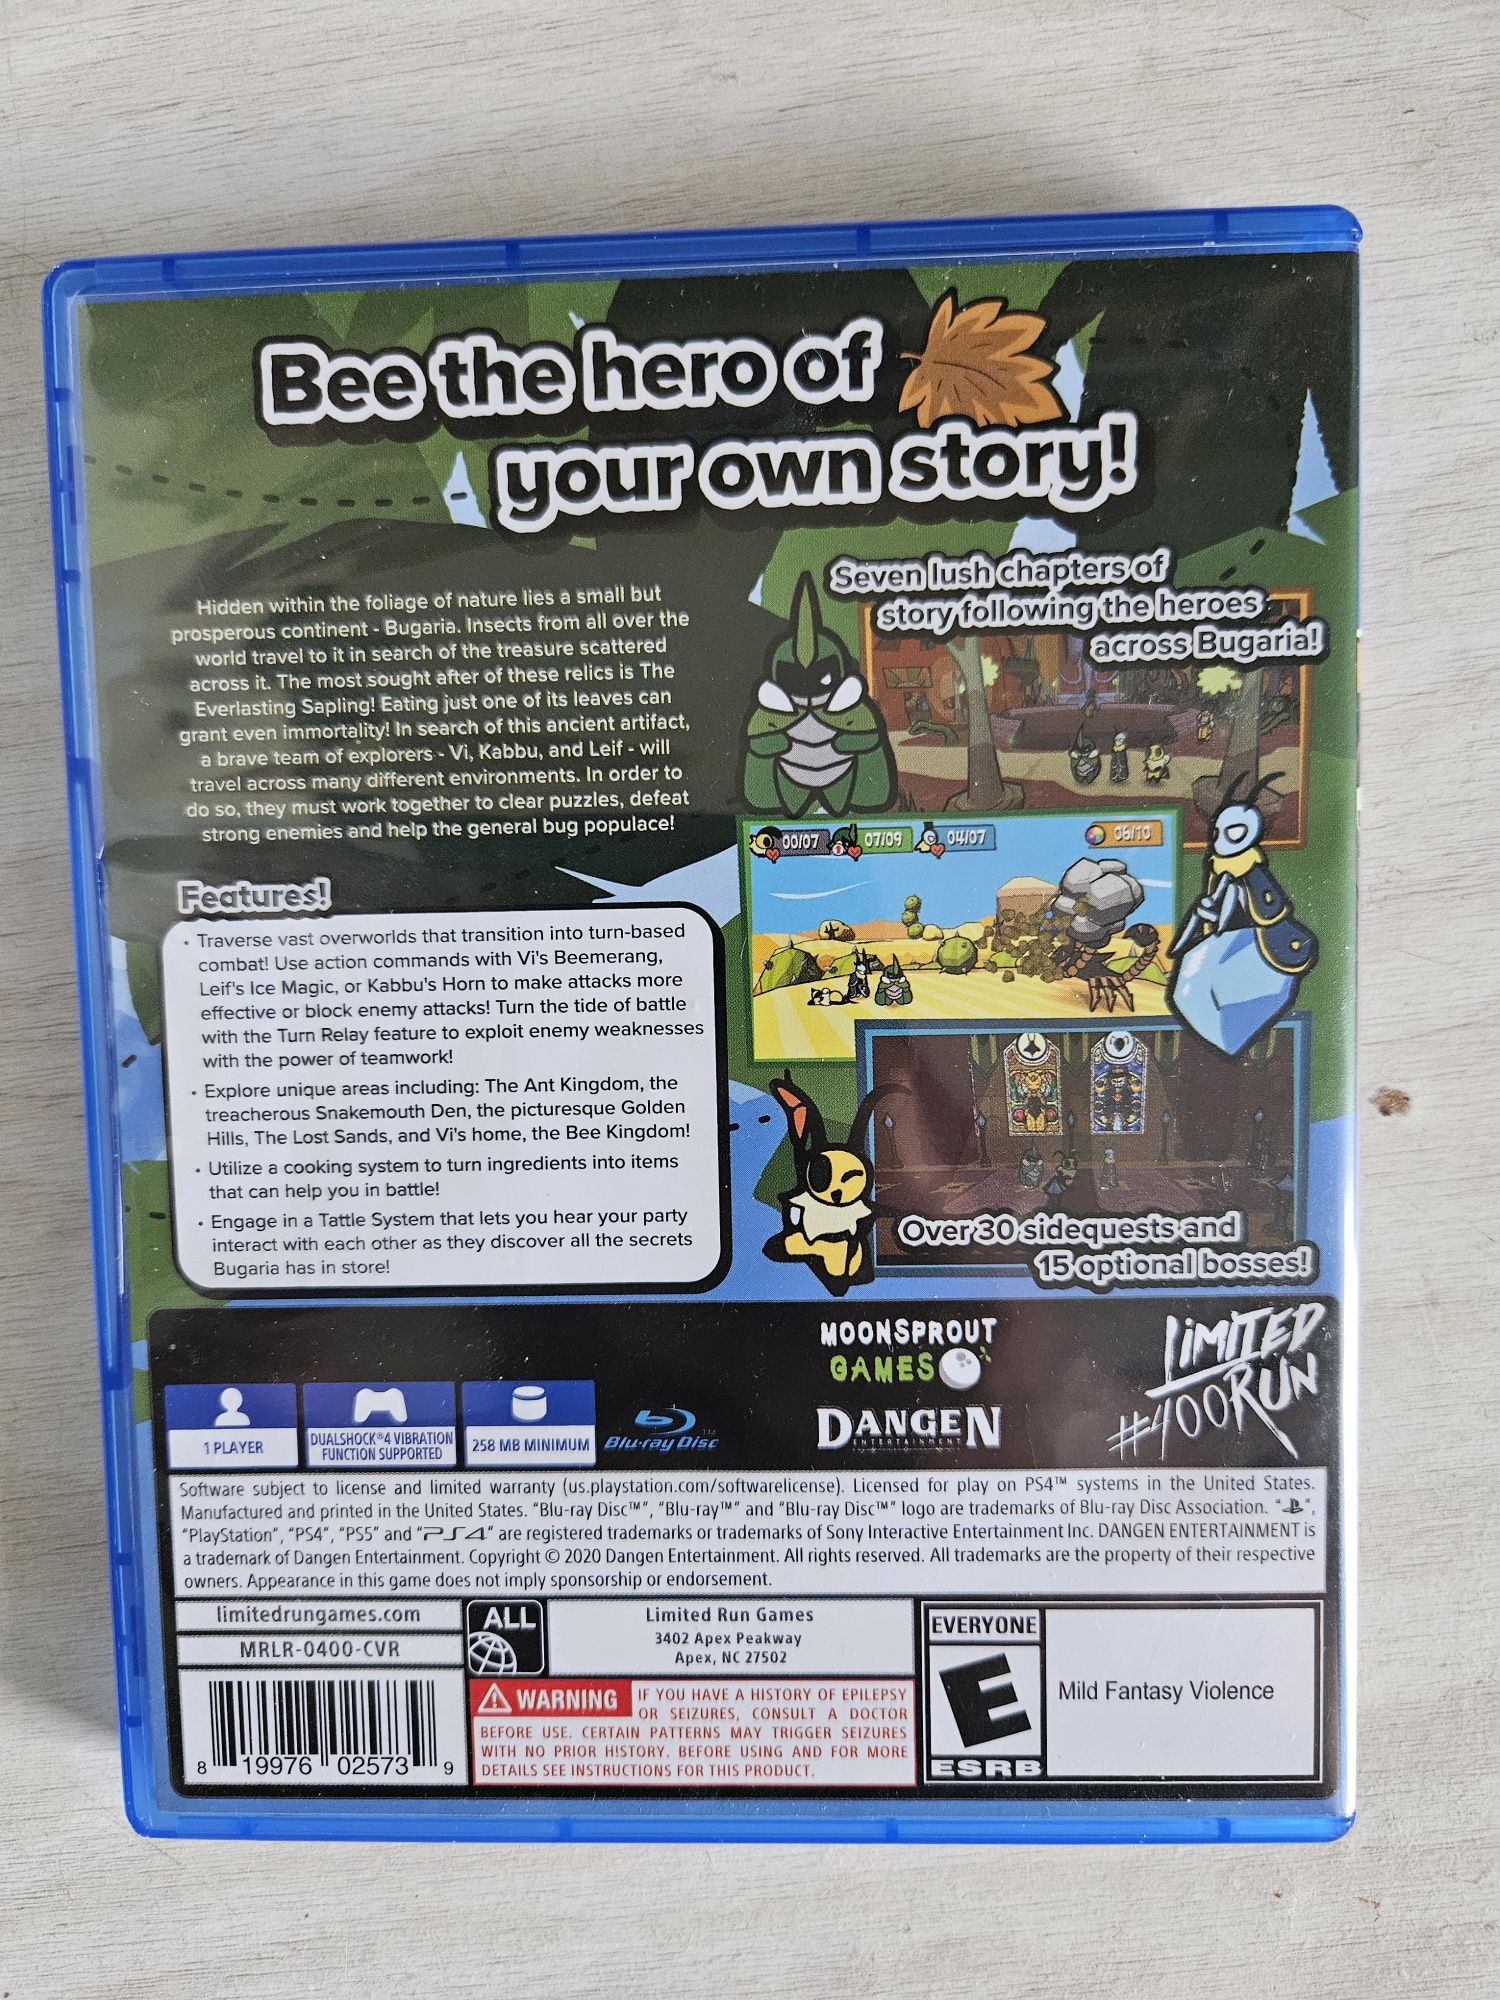 Bee the hero of
your own story!
Hidden within the foliage of nature lies a small but
prosperous continent - Bugaria. Insects from all over the
world travel to it in search of the treasure scattered
across it. The most sought after of these relics is The
Everlasting Sapling! Eating just one of its leaves can
grant even immortality! In search of this ancient artifact,
a brave team of explorers - Vi, Kabbu, and Leif - will
travel across many different environments. In order to
do so, they must work together to clear puzzles, defeat
strong enemies and help the general bug populace!
Seven lush chapters of
story following the heroes
across Bugaria!
00/07 07/09 04/07 06/10
Features!
• Traverse vast overworlds that transition into turn-based
combat! Use action commands with Vi's Beemerang,
Leif's Ice Magic, or Kabbu's Horn to make attacks more
effective or block enemy attacks! Turn the tide of battle
with the Turn Relay feature to exploit enemy weaknesses
with the power of teamwork!
• Explore unique areas including: The Ant Kingdom, the
treacherous Snakemouth Den, the picturesque Golden
Hills, The Lost Sands, and Vi's home, the Bee Kingdom!
• Utilize a cooking system to turn ingredients into items
that can help you in battle!
• Engage in a Tattle System that lets you hear your party
interact with each other as they discover all the secrets
Bugaria has in store!
Over 30 sidequests and
15 optional bosses!
1 PLAYER
DUALSHOCK®4 VIBRATION
FUNCTION SUPPORTED
258 MB MINIMUM
Blu-ray Disc™
MOONSPROUT
GAMES
DANGEN
ENTERTAINMENT
LIMITED
RUN
#400
Software subject to license and limited warranty (us.playstation.com/softwarelicense). Licensed for play on PS4™ systems in the United States.
Manufactured and printed in the United States. "Blu-ray Disc™", "Blu-ray™" and "Blu-ray Disc™" logo are trademarks of Blu-ray Disc Association. "PS",
"PlayStation", "PS4", "PS5" and "PS4" are registered trademarks or trademarks of Sony Interactive Entertainment Inc. DANGEN ENTERTAINMENT is
a trademark of Dangen Entertainment. Copyright © 2020 Dangen Entertainment. All rights reserved. All trademarks are the property of their respective
owners. Appearance in this game does not imply sponsorship or endorsement.
limitedrungames.com
MRLR-0400-CVR
8 19976 02573 9
ALL
Limited Run Games
3402 Apex Peakway
Apex, NC 27502
WARNING IF YOU HAVE A HISTORY OF EPILEPSY
OR SEIZURES, CONSULT A DOCTOR
BEFORE USE. CERTAIN PATTERNS MAY TRIGGER SEIZURES
WITH NO PRIOR HISTORY. BEFORE USING AND FOR MORE
DETAILS SEE INSTRUCTIONS FOR THIS PRODUCT.
EVERYONE
E
ESRB
Mild Fantasy Violence